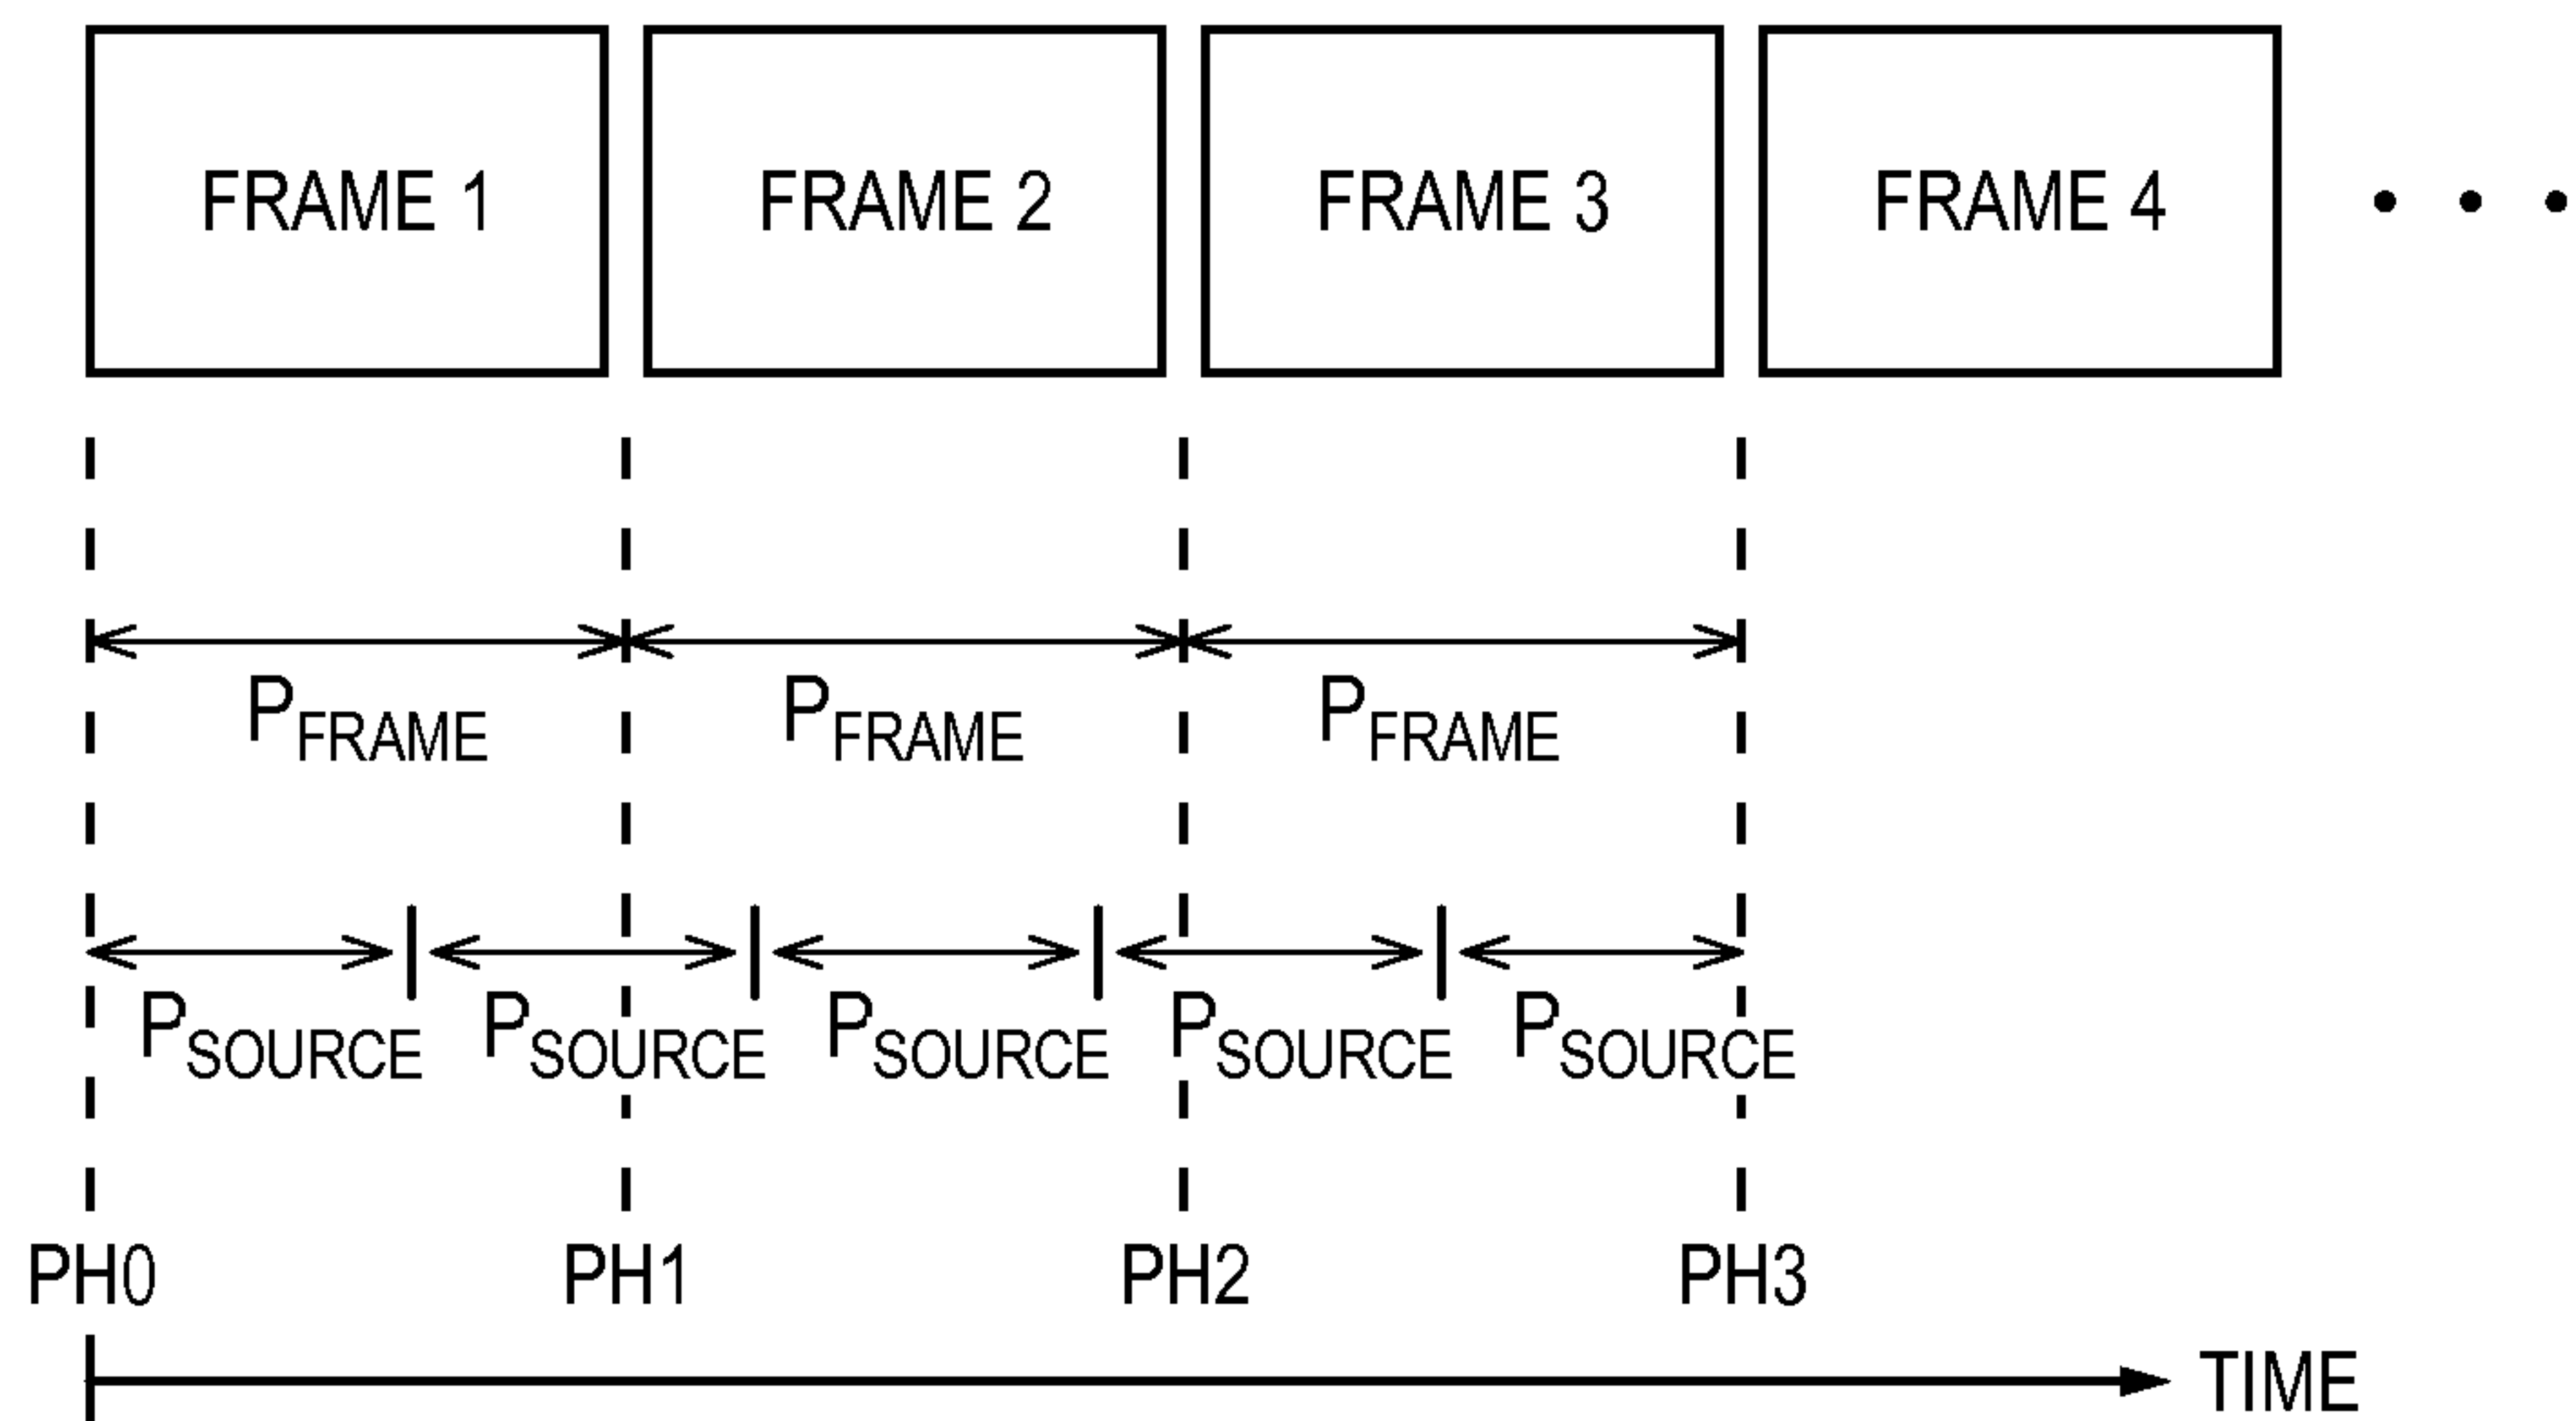 FRAME 1 FRAME 2 FRAME 3 FRAME 4 . . .
PFRAME PFRAME PFRAME
PSOURCE PSOURCE PSOURCE PSOURCE PSOURCE
PH0 PH1 PH2 PH3
TIME